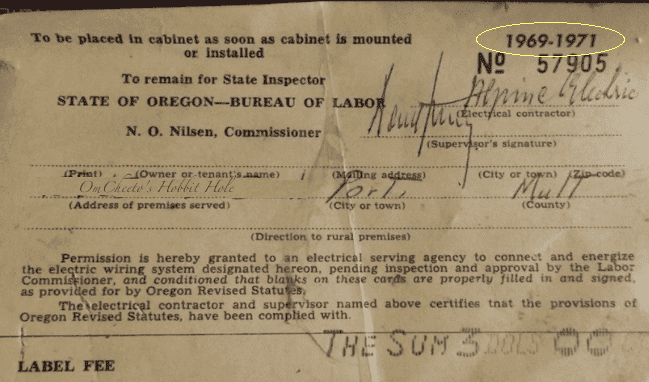 1969-1971
To be placed in cabinet as soon as cabinet is mounted
or installed
Nº 57905
To remain for State Inspector
Alpine Electric
(Electrical contractor)
STATE OF OREGON—BUREAU OF LABOR
N. O. Nilsen, Commissioner
(Supervisor's signature)
(Print) (Owner or tenant's name) (Mailing address) (City or town) (Zip code)
OmCheeto's Hobbit Hole Port. Mult
(Address of premises served) (City or town) (County)
(Direction to rural premises)
Permission is hereby granted to an electrical serving agency to connect and energize
the electric wiring system designated hereon, pending inspection and approval by the Labor
Commissioner, and conditioned that blanks on these cards are properly filled in and signed,
as provided for by Oregon Revised Statutes.
The electrical contractor and supervisor named above certifies tnat the provisions of
Oregon Revised Statutes, have been complied with.
THE SUM 3 DOLS 00 C
LABEL FEE